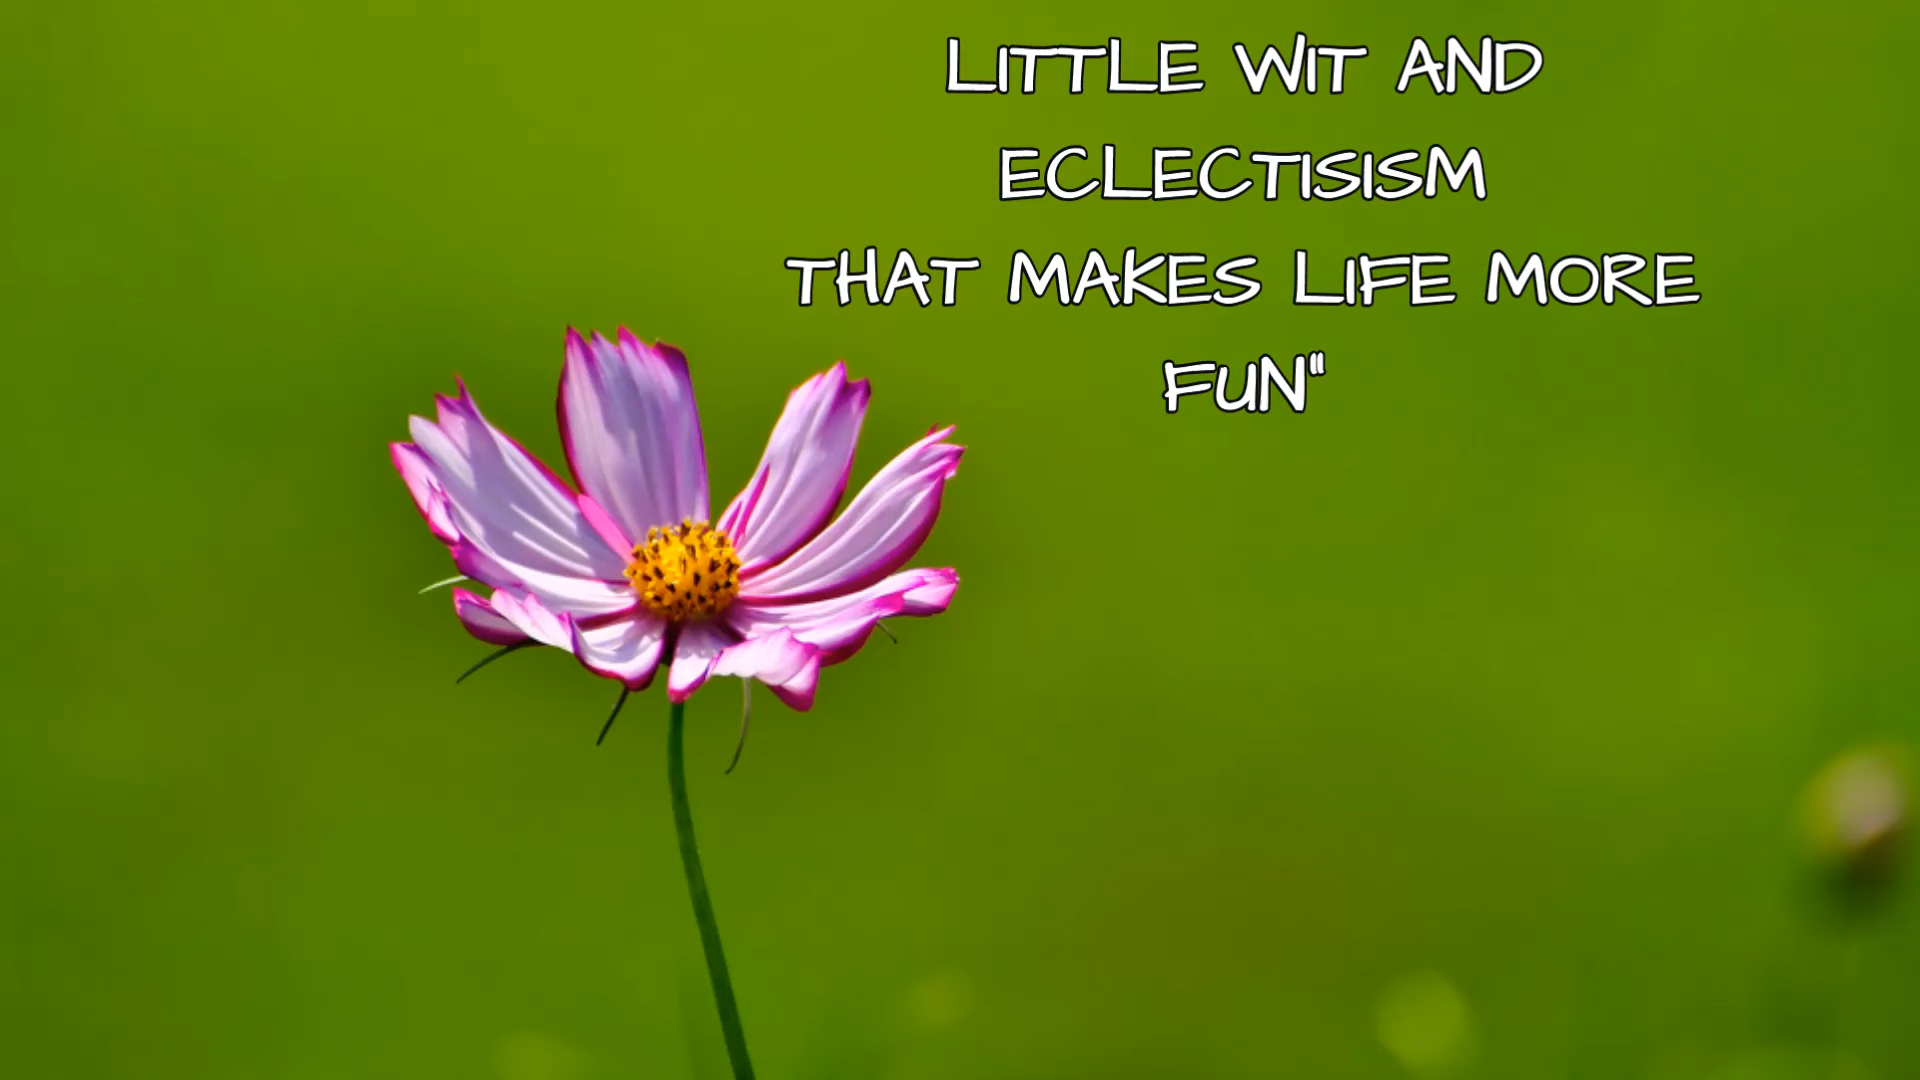 LITTLE WIT AND
ECLECTISISM
THAT MAKES LIFE MORE
FUN"